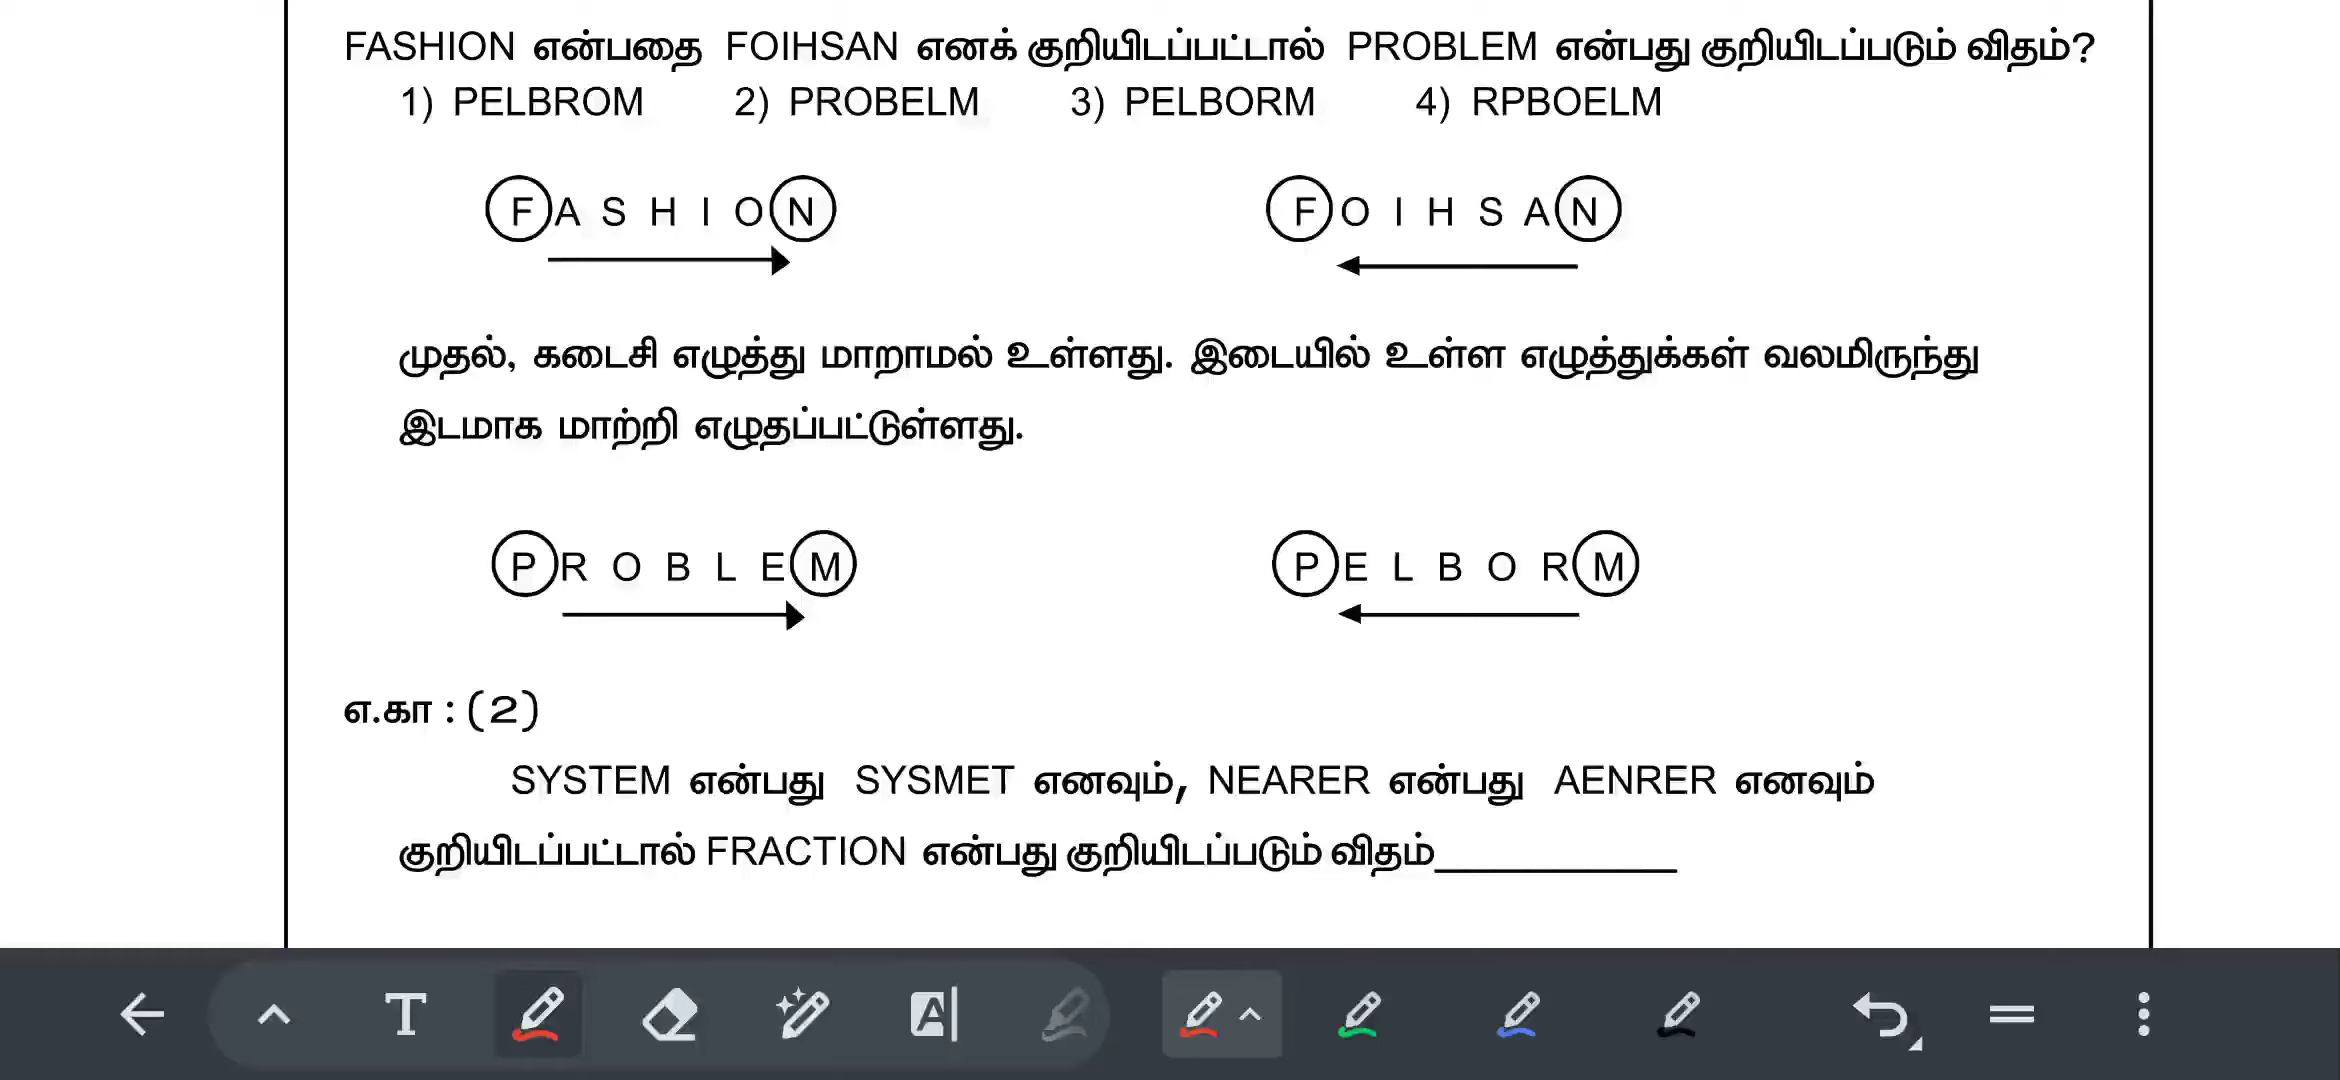 FASHION என்பதை FOIHSAN எனக் குறியிடப்பட்டால் PROBLEM என்பது குறியிடப்படும் விதம்?
1) PELBROM 2) PROBELM 3) PELBORM 4) RPBOELM
F A S H I O N F O I H S A N
முதல், கடைசி எழுத்து மாறாமல் உள்ளது. இடையில் உள்ள எழுத்துக்கள் வலமிருந்து
இடமாக மாற்றி எழுதப்பட்டுள்ளது.
P R O B L E M P E L B O R M
எ.கா : (2)
SYSTEM என்பது SYSMET எனவும், NEARER என்பது AENRER எனவும்
குறியிடப்பட்டால் FRACTION என்பது குறியிடப்படும் விதம்____________
T A